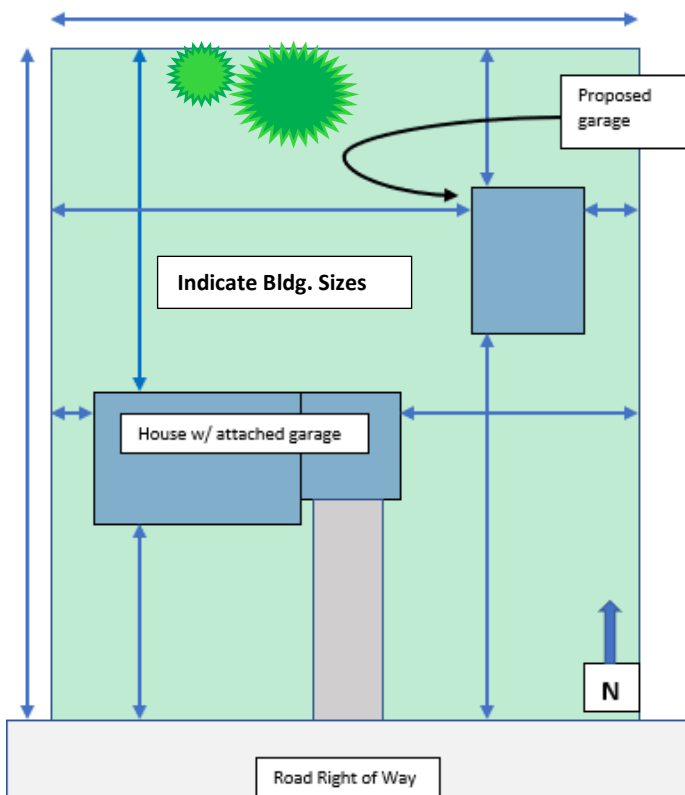 Proposed
garage
Indicate Bldg. Sizes
House w/ attached garage
N
Road Right of Way